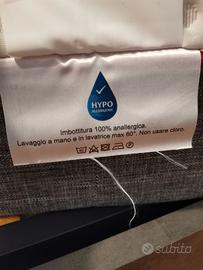 HYPO
ALLERGENIC
Imbottitura 100% anallergica.
Lavaggio a mano e in lavatrice max 60°. Non usare cloro.
subito